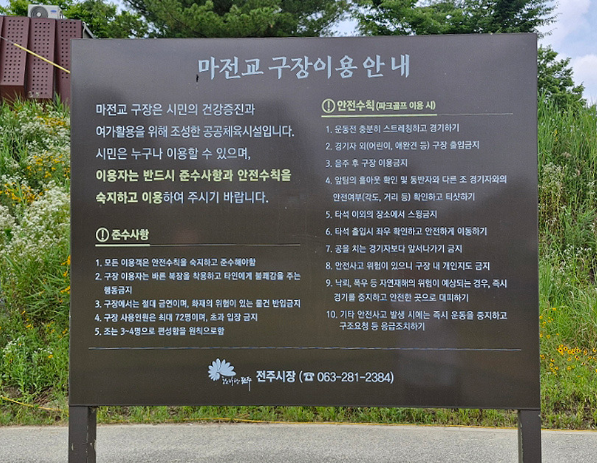 마전교 구장이용 안내
마전교 구장은 시민의 건강증진과
여가활용을 위해 조성한 공공체육시설입니다.
시민은 누구나 이용할 수 있으며,
이용자는 반드시 준수사항과 안전수칙을
숙지하고 이용하여 주시기 바랍니다.
준수사항
1. 모든 이용객은 안전수칙을 숙지하고 준수해야함
2. 구장 이용자는 바른 복장을 착용하고 타인에게 불쾌감을 주는
행동금지
3. 구장에서는 절대 금연이며, 화재의 위험이 있는 물건 반입금지
4. 구장 사용인원은 최대 72명이며, 초과 입장 금지
5. 조는 3~4명으로 편성함을 원칙으로함
안전수칙(파크골프 이용 시)
1. 운동전 충분히 스트레칭하고 경기하기
2. 경기자 외(어린이, 애완견 등) 구장 출입금지
3. 음주 후 구장 이용금지
4. 앞팀의 홀아웃 확인 및 동반자와 다른 조 경기자와의
안전여부(각도, 거리 등) 확인하고 티샷하기
5. 타석 이외의 장소에서 스윙금지
6. 타석 출입시 좌우 확인하고 안전하게 이동하기
7. 공을 치는 경기자보다 앞서나가기 금지
8. 안전사고 위험이 있으니 구장 내 개인지도 금지
9. 낙뢰, 폭우 등 자연재해의 위험이 예상되는 경우, 즉시
경기를 중지하고 안전한 곳으로 대피하기
10. 기타 안전사고 발생 시에는 즉시 운동을 중지하고
구조요청 등 응급조치하기
전주시장 (☎ 063-281-2384)